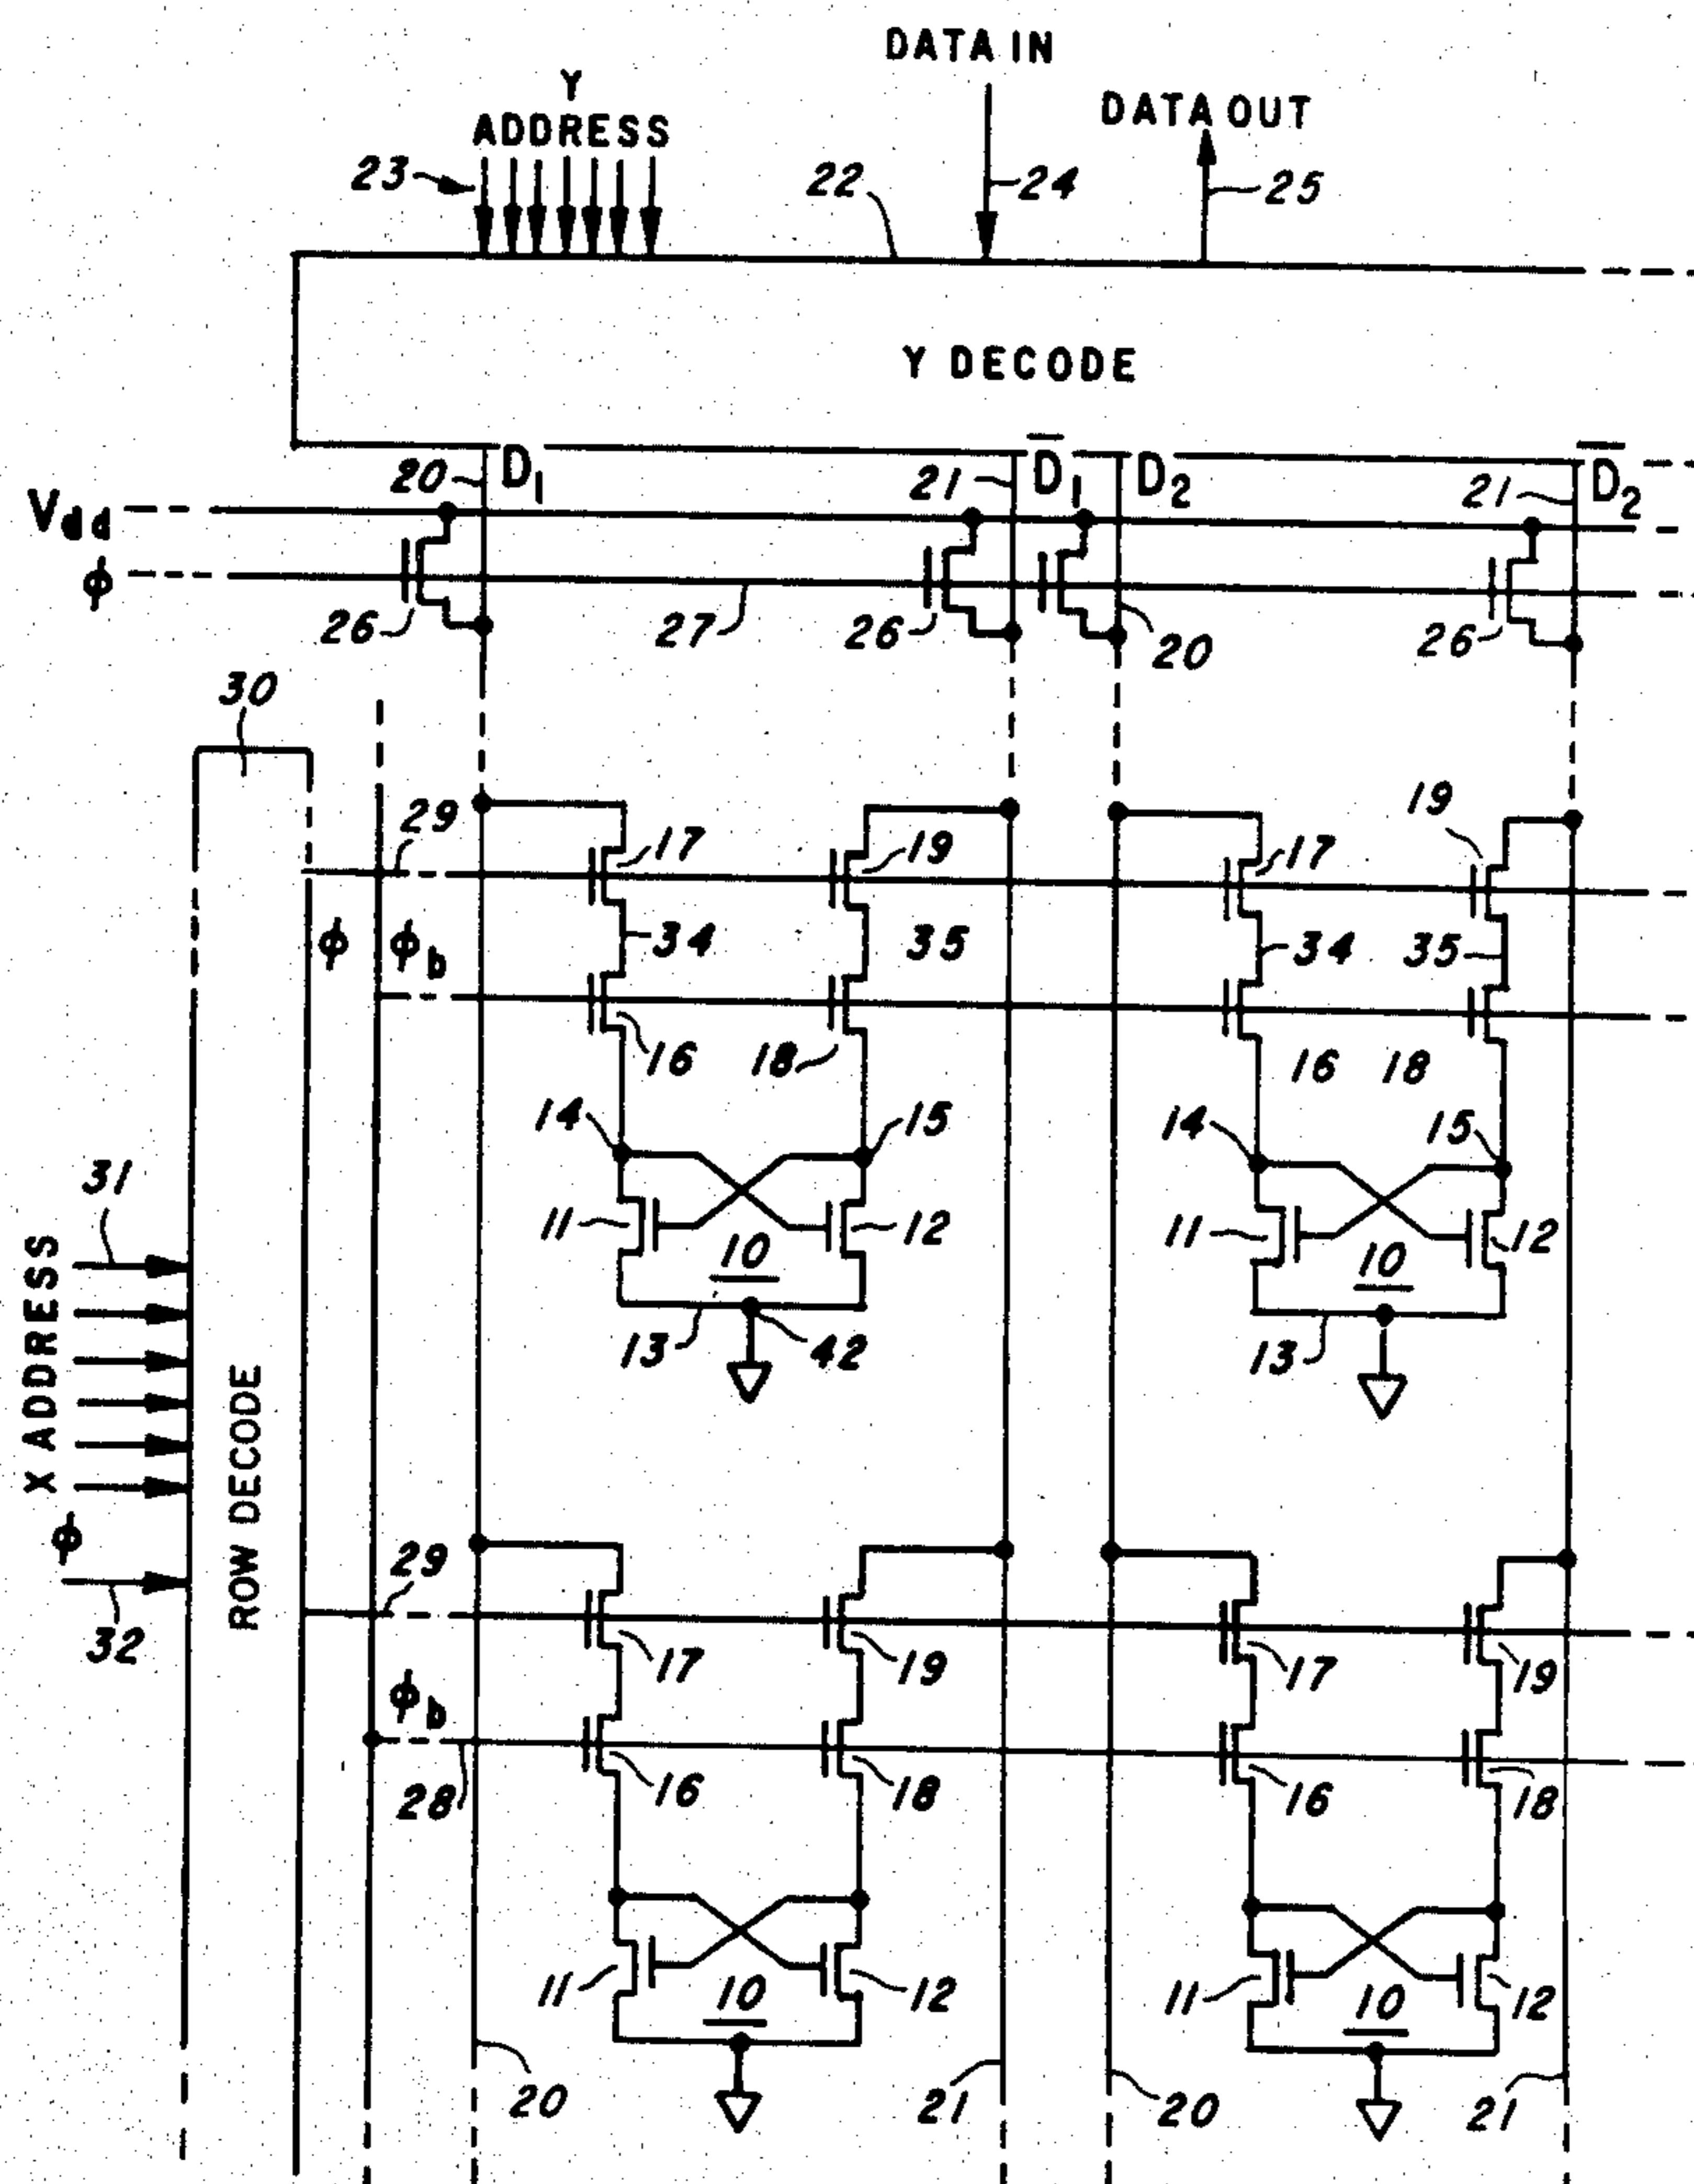 DATA IN
Y
ADDRESS
DATA OUT
23
22
24
25
Y DECODE
20 D1 21 D̅1 D2 21 D̅2
Vdd
φ
26 27 26 20 26
30
29 17 19 17 19
φ φb 34 35 34 35
16 18 16 18
14 15 14 15
31
11 10 12 11 10 12
13 42 13
X ADDRESS
ROW DECODE
φ
32
29
17 19 17 19
φb
28 16 18 16 18
11 10 12 11 10 12
20 21 20 21